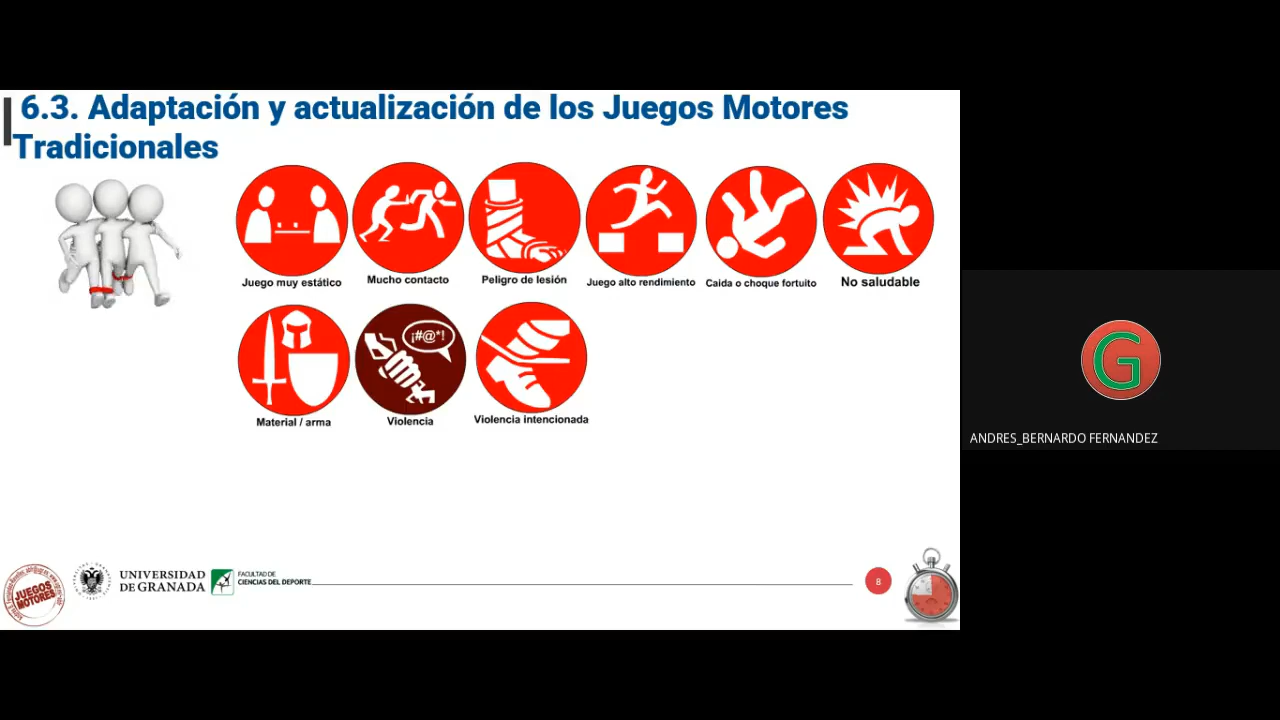 6.3. Adaptación y actualización de los Juegos Motores
Tradicionales
Juego muy estático
Mucho contacto
Peligro de lesión
Juego alto rendimiento
Caida o choque fortuito
No saludable
¡#@*!
Material / arma
Violencia
Violencia intencionada
G
ANDRES_BERNARDO FERNANDEZ
JUEGOS
MOTORES
UNIVERSIDAD
DE GRANADA
FACULTAD DE
CIENCIAS DEL DEPORTE
8